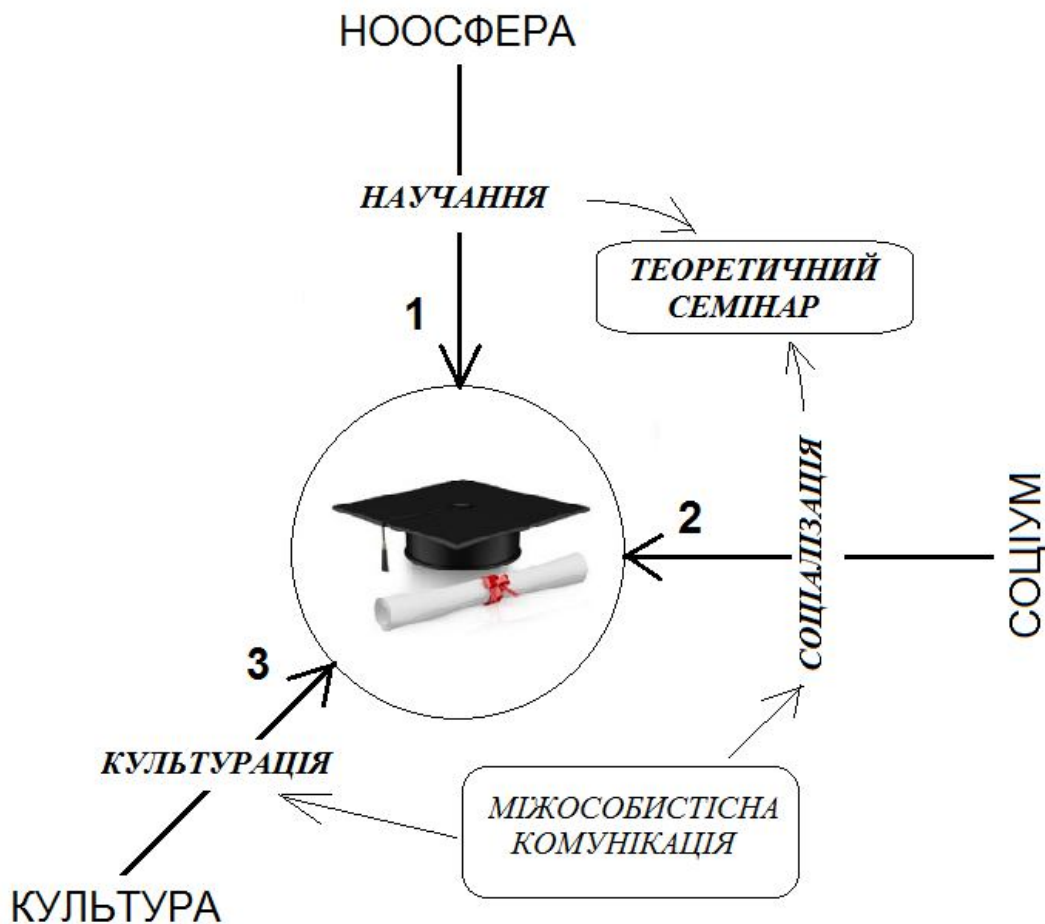 НООСФЕРА
НАУЧАННЯ
ТЕОРЕТИЧНИЙ
СЕМІНАР
1
2
СОЦІАЛІЗАЦІЯ
СОЦІУМ
3
КУЛЬТУРАЦІЯ
МІЖОСОБИСТІСНА
КОМУНІКАЦІЯ
КУЛЬТУРА